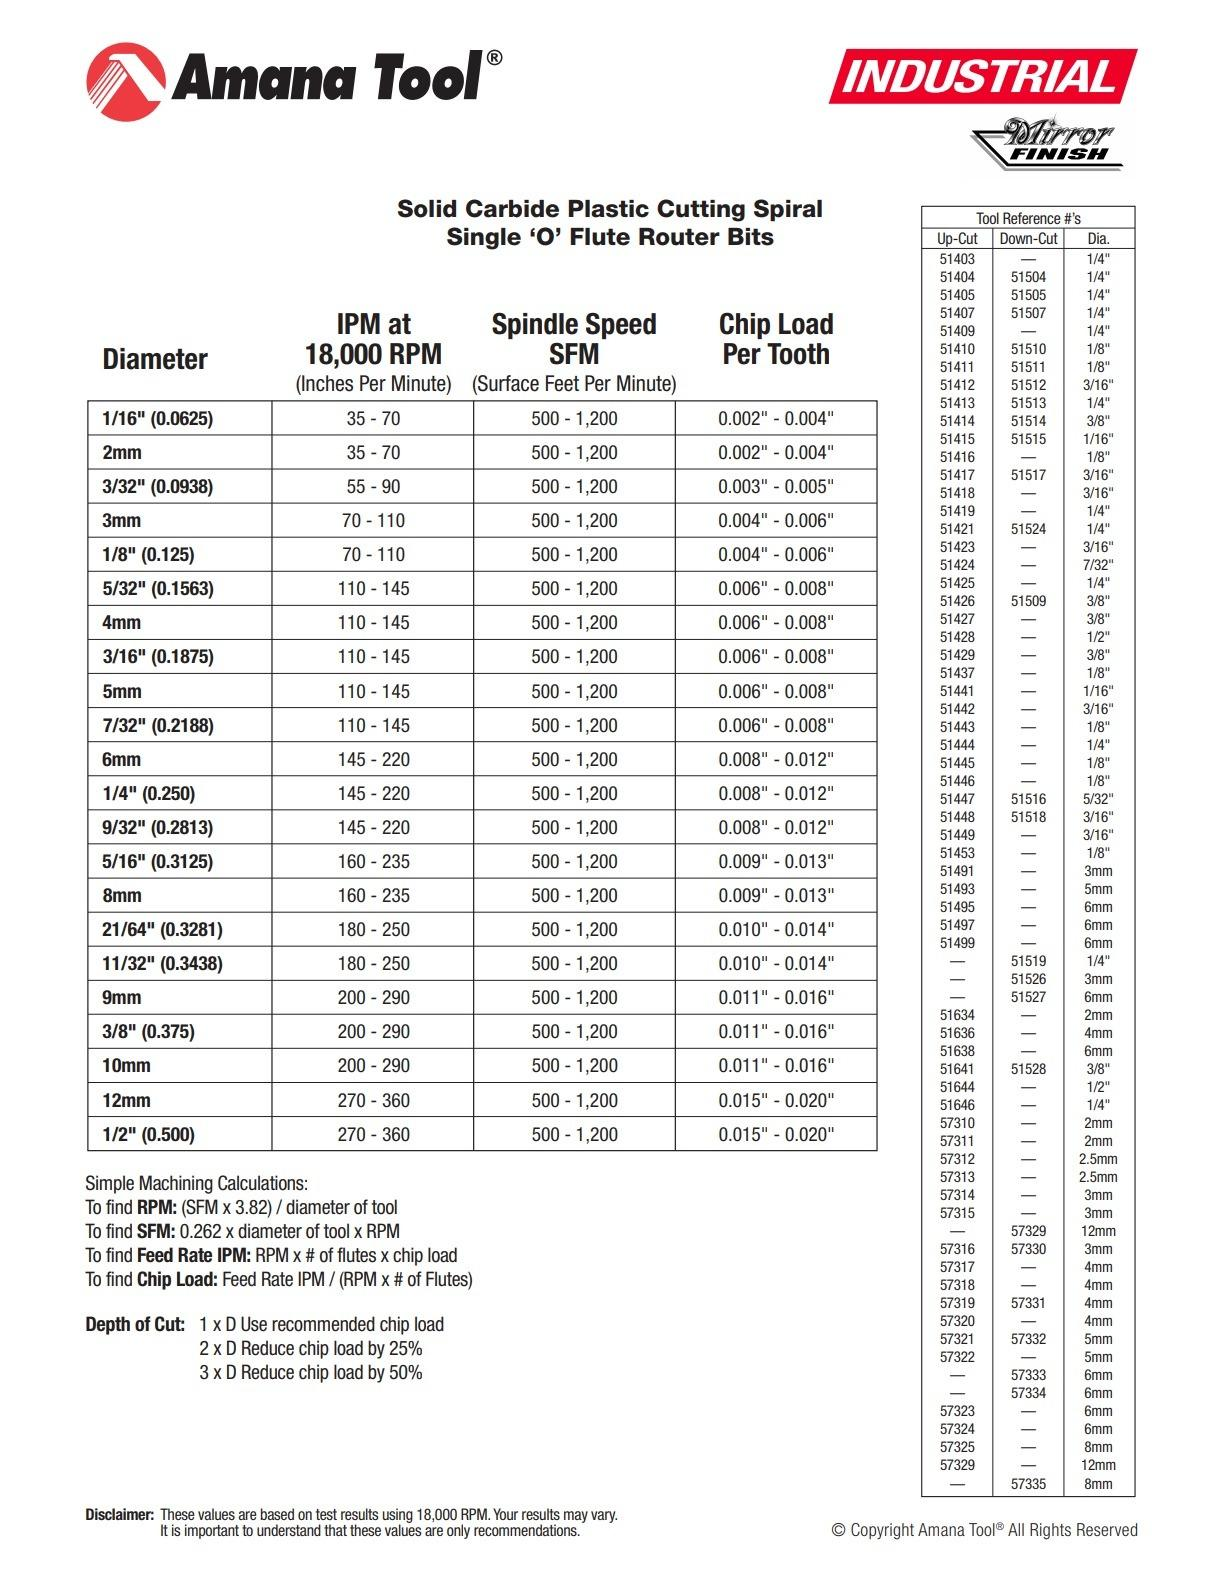 Amana Tool®
INDUSTRIAL
Mirror
FINISH
Solid Carbide Plastic Cutting Spiral
Single ‘O’ Flute Router Bits
Diameter
IPM at
18,000 RPM
(Inches Per Minute)
Spindle Speed
SFM
(Surface Feet Per Minute)
Chip Load
Per Tooth
1/16" (0.0625) 35 - 70 500 - 1,200 0.002" - 0.004"
2mm 35 - 70 500 - 1,200 0.002" - 0.004"
3/32" (0.0938) 55 - 90 500 - 1,200 0.003" - 0.005"
3mm 70 - 110 500 - 1,200 0.004" - 0.006"
1/8" (0.125) 70 - 110 500 - 1,200 0.004" - 0.006"
5/32" (0.1563) 110 - 145 500 - 1,200 0.006" - 0.008"
4mm 110 - 145 500 - 1,200 0.006" - 0.008"
3/16" (0.1875) 110 - 145 500 - 1,200 0.006" - 0.008"
5mm 110 - 145 500 - 1,200 0.006" - 0.008"
7/32" (0.2188) 110 - 145 500 - 1,200 0.006" - 0.008"
6mm 145 - 220 500 - 1,200 0.008" - 0.012"
1/4" (0.250) 145 - 220 500 - 1,200 0.008" - 0.012"
9/32" (0.2813) 145 - 220 500 - 1,200 0.008" - 0.012"
5/16" (0.3125) 160 - 235 500 - 1,200 0.009" - 0.013"
8mm 160 - 235 500 - 1,200 0.009" - 0.013"
21/64" (0.3281) 180 - 250 500 - 1,200 0.010" - 0.014"
11/32" (0.3438) 180 - 250 500 - 1,200 0.010" - 0.014"
9mm 200 - 290 500 - 1,200 0.011" - 0.016"
3/8" (0.375) 200 - 290 500 - 1,200 0.011" - 0.016"
10mm 200 - 290 500 - 1,200 0.011" - 0.016"
12mm 270 - 360 500 - 1,200 0.015" - 0.020"
1/2" (0.500) 270 - 360 500 - 1,200 0.015" - 0.020"
Simple Machining Calculations:
To find RPM: (SFM x 3.82) / diameter of tool
To find SFM: 0.262 x diameter of tool x RPM
To find Feed Rate IPM: RPM x # of flutes x chip load
To find Chip Load: Feed Rate IPM / (RPM x # of Flutes)
Depth of Cut: 1 x D Use recommended chip load
2 x D Reduce chip load by 25%
3 x D Reduce chip load by 50%
Tool Reference #’s
Up-Cut Down-Cut Dia.
51403 — 1/4"
51404 51504 1/4"
51405 51505 1/4"
51407 51507 1/4"
51409 — 1/4"
51410 51510 1/8"
51411 51511 1/8"
51412 51512 3/16"
51413 51513 1/4"
51414 51514 3/8"
51415 51515 1/16"
51416 — 1/8"
51417 51517 3/16"
51418 — 3/16"
51419 — 1/4"
51421 51524 1/4"
51423 — 3/16"
51424 — 7/32"
51425 — 1/4"
51426 51509 3/8"
51427 — 3/8"
51428 — 1/2"
51429 — 3/8"
51437 — 1/8"
51441 — 1/16"
51442 — 3/16"
51443 — 1/8"
51444 — 1/4"
51445 — 1/8"
51446 — 1/8"
51447 51516 5/32"
51448 51518 3/16"
51449 — 3/16"
51453 — 1/8"
51491 — 3mm
51493 — 5mm
51495 — 6mm
51497 — 6mm
51499 — 6mm
— 51519 1/4"
— 51526 3mm
— 51527 6mm
51634 — 2mm
51636 — 4mm
51638 — 6mm
51641 51528 3/8"
51644 — 1/2"
51646 — 1/4"
57310 — 2mm
57311 — 2mm
57312 — 2.5mm
57313 — 2.5mm
57314 — 3mm
57315 — 3mm
— 57329 12mm
57316 57330 3mm
57317 — 4mm
57318 — 4mm
57319 57331 4mm
57320 — 4mm
57321 57332 5mm
57322 — 5mm
— 57333 6mm
— 57334 6mm
57323 — 6mm
57324 — 6mm
57325 — 8mm
57329 — 12mm
— 57335 8mm
Disclaimer: These values are based on test results using 18,000 RPM. Your results may vary.
It is important to understand that these values are only recommendations.
© Copyright Amana Tool® All Rights Reserved